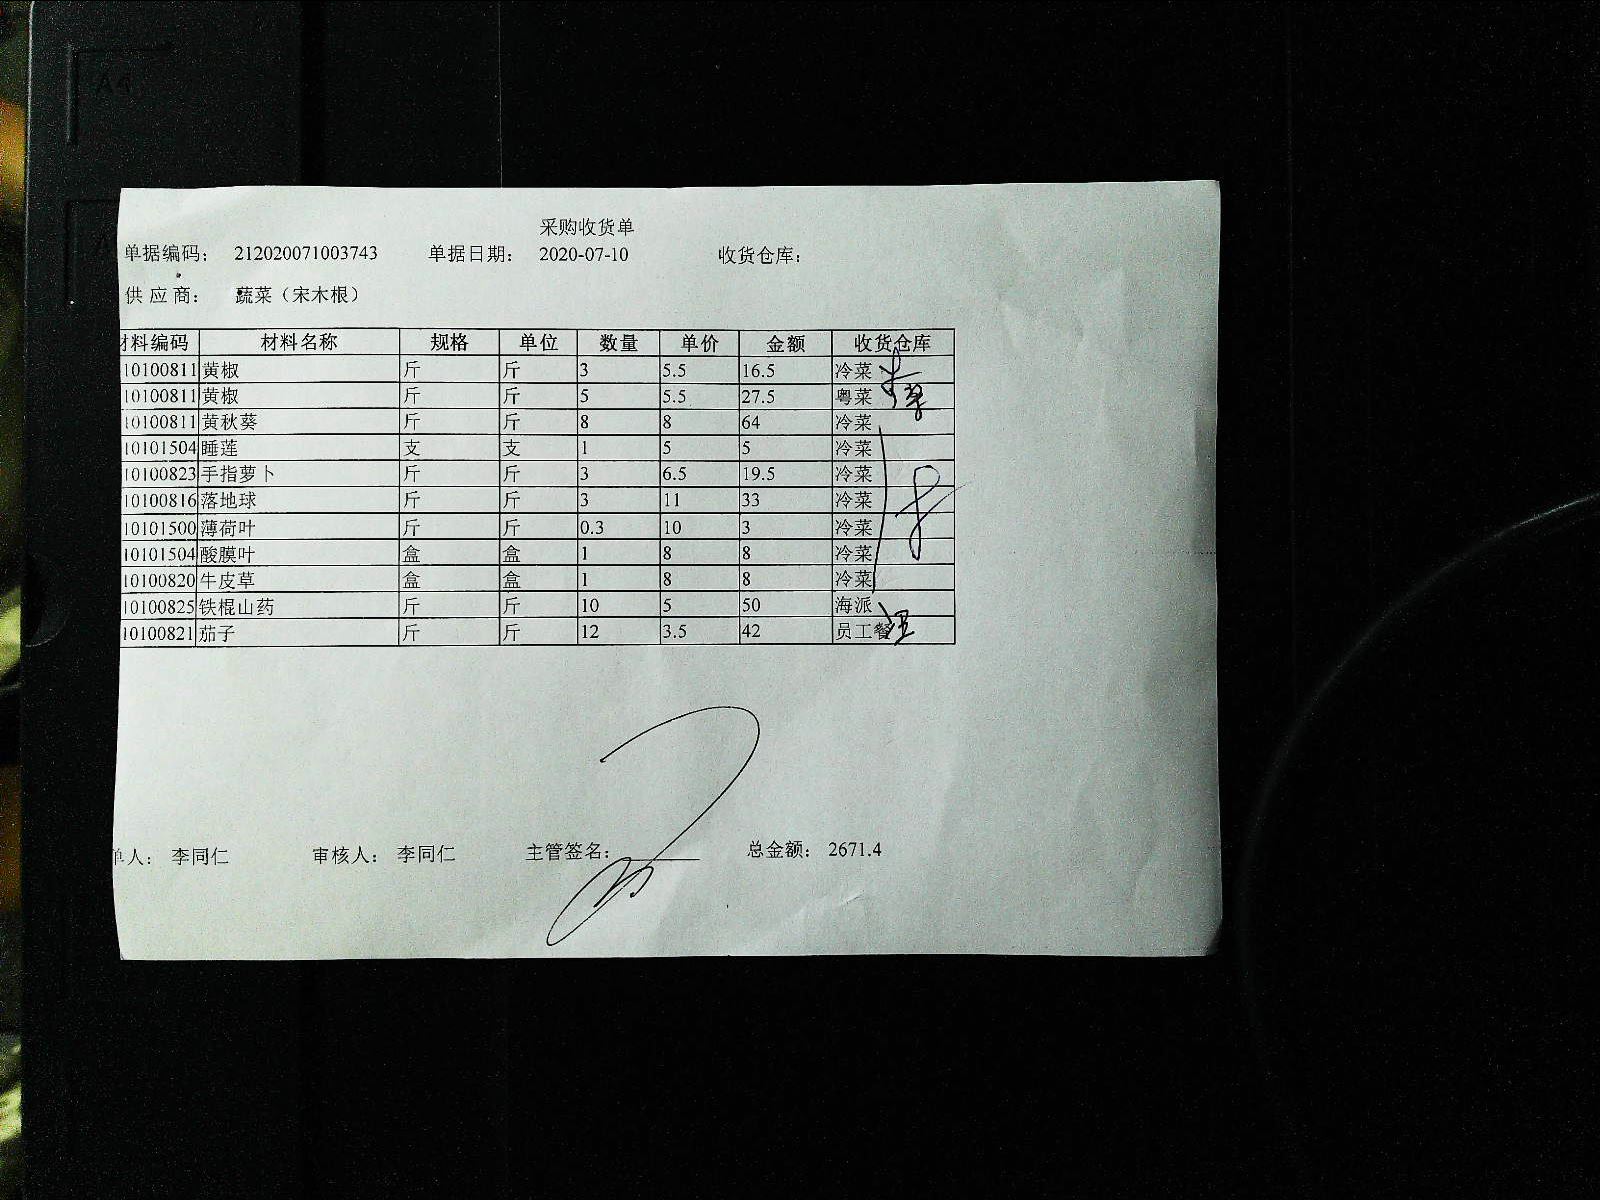 采购收货单
单据编码： 212020071003743 单据日期： 2020-07-10 收货仓库：
供 应 商： 蔬菜（宋木根）
材料编码 材料名称 规格 单位 数量 单价 金额 收货仓库
10100811 黄椒 斤 斤 3 5.5 16.5 冷菜
10100811 黄椒 斤 斤 5 5.5 27.5 粤菜
10100811 黄秋葵 斤 斤 8 8 64 冷菜
10101504 睡莲 支 支 1 5 5 冷菜
10100823 手指萝卜 斤 斤 3 6.5 19.5 冷菜
10100816 落地球 斤 斤 3 11 33 冷菜
10101500 薄荷叶 斤 斤 0.3 10 3 冷菜
10101504 酸膜叶 盒 盒 1 8 8 冷菜
10100820 牛皮草 盒 盒 1 8 8 冷菜
10100825 铁棍山药 斤 斤 10 5 50 海派
10100821 茄子 斤 斤 12 3.5 42 员工餐
单人： 李同仁 审核人： 李同仁 主管签名： 总金额： 2671.4